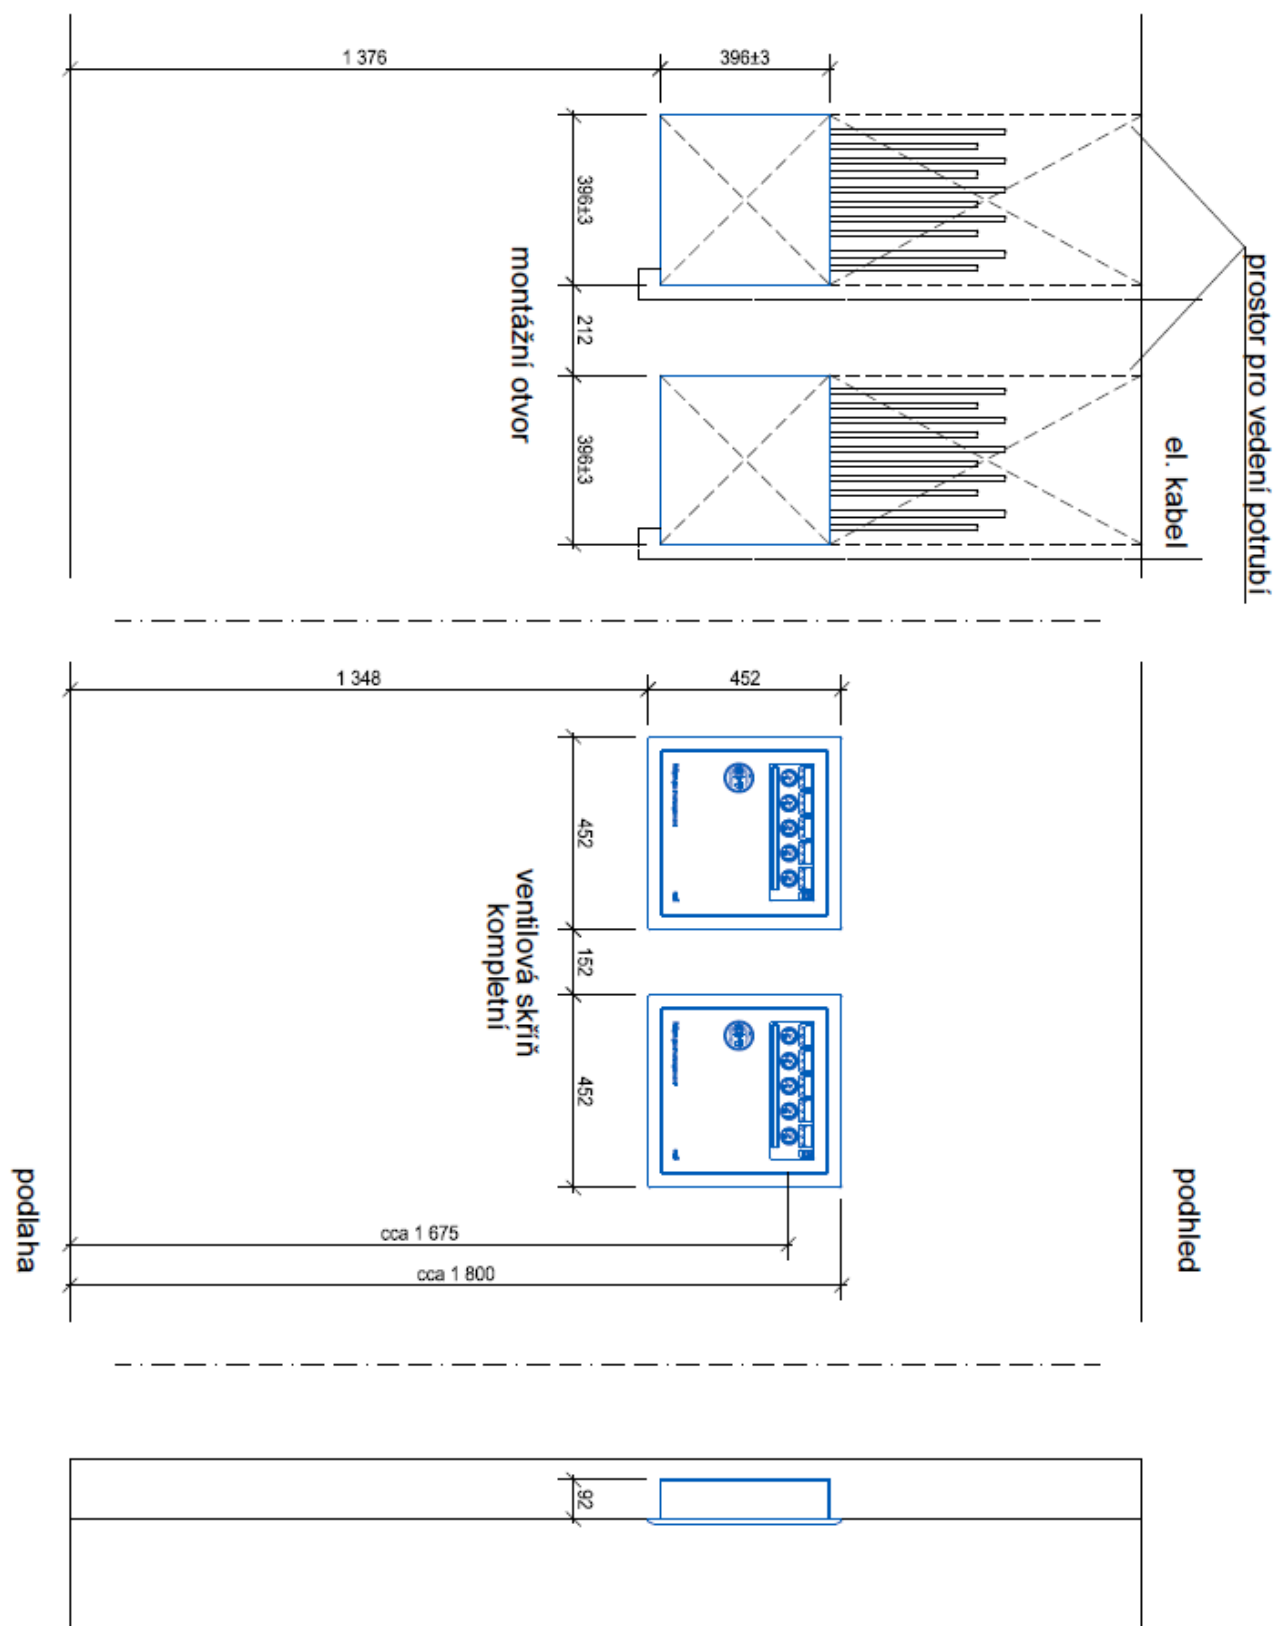 1 376
396±3
396±3
212
396±3
montážní otvor
prostor pro vedení potrubí
el. kabel
1 348
452
452
152
452
ventilová skříň
kompletní
cca 1 675
cca 1 800
podlaha
podhled
92